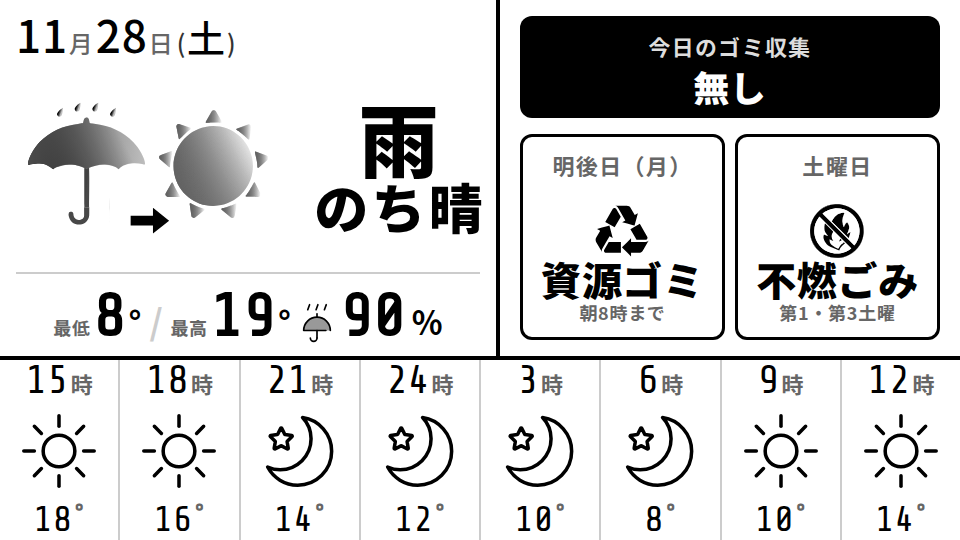 11月28日(土)
雨
のち晴
最低 8° / 最高 19° 90 %
今日のゴミ収集
無し
明後日（月）
資源ゴミ
朝8時まで
土曜日
不燃ごみ
第1・第3土曜
15時 18時 21時 24時 3時 6時 9時 12時
18° 16° 14° 12° 10° 8° 10° 14°